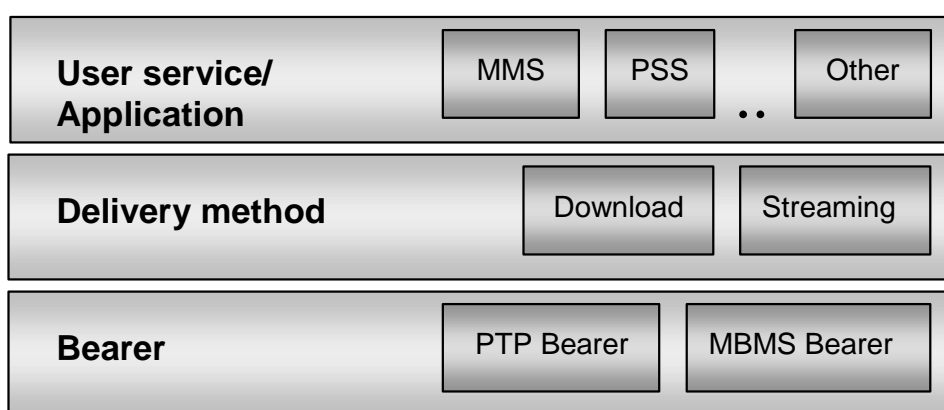 User service/
Application
MMS
PSS
..
Other
Delivery method
Download
Streaming
Bearer
PTP Bearer
MBMS Bearer